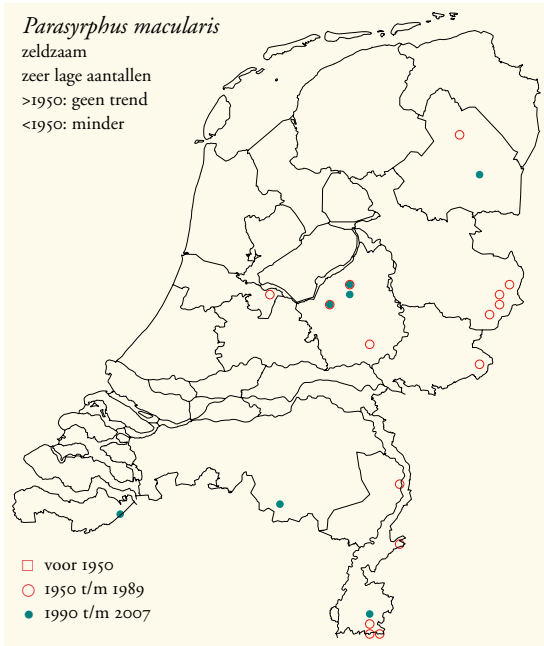 Parasyrphus macularis
zeldzaam
zeer lage aantallen
>1950: geen trend
<1950: minder
voor 1950
1950 t/m 1989
1990 t/m 2007